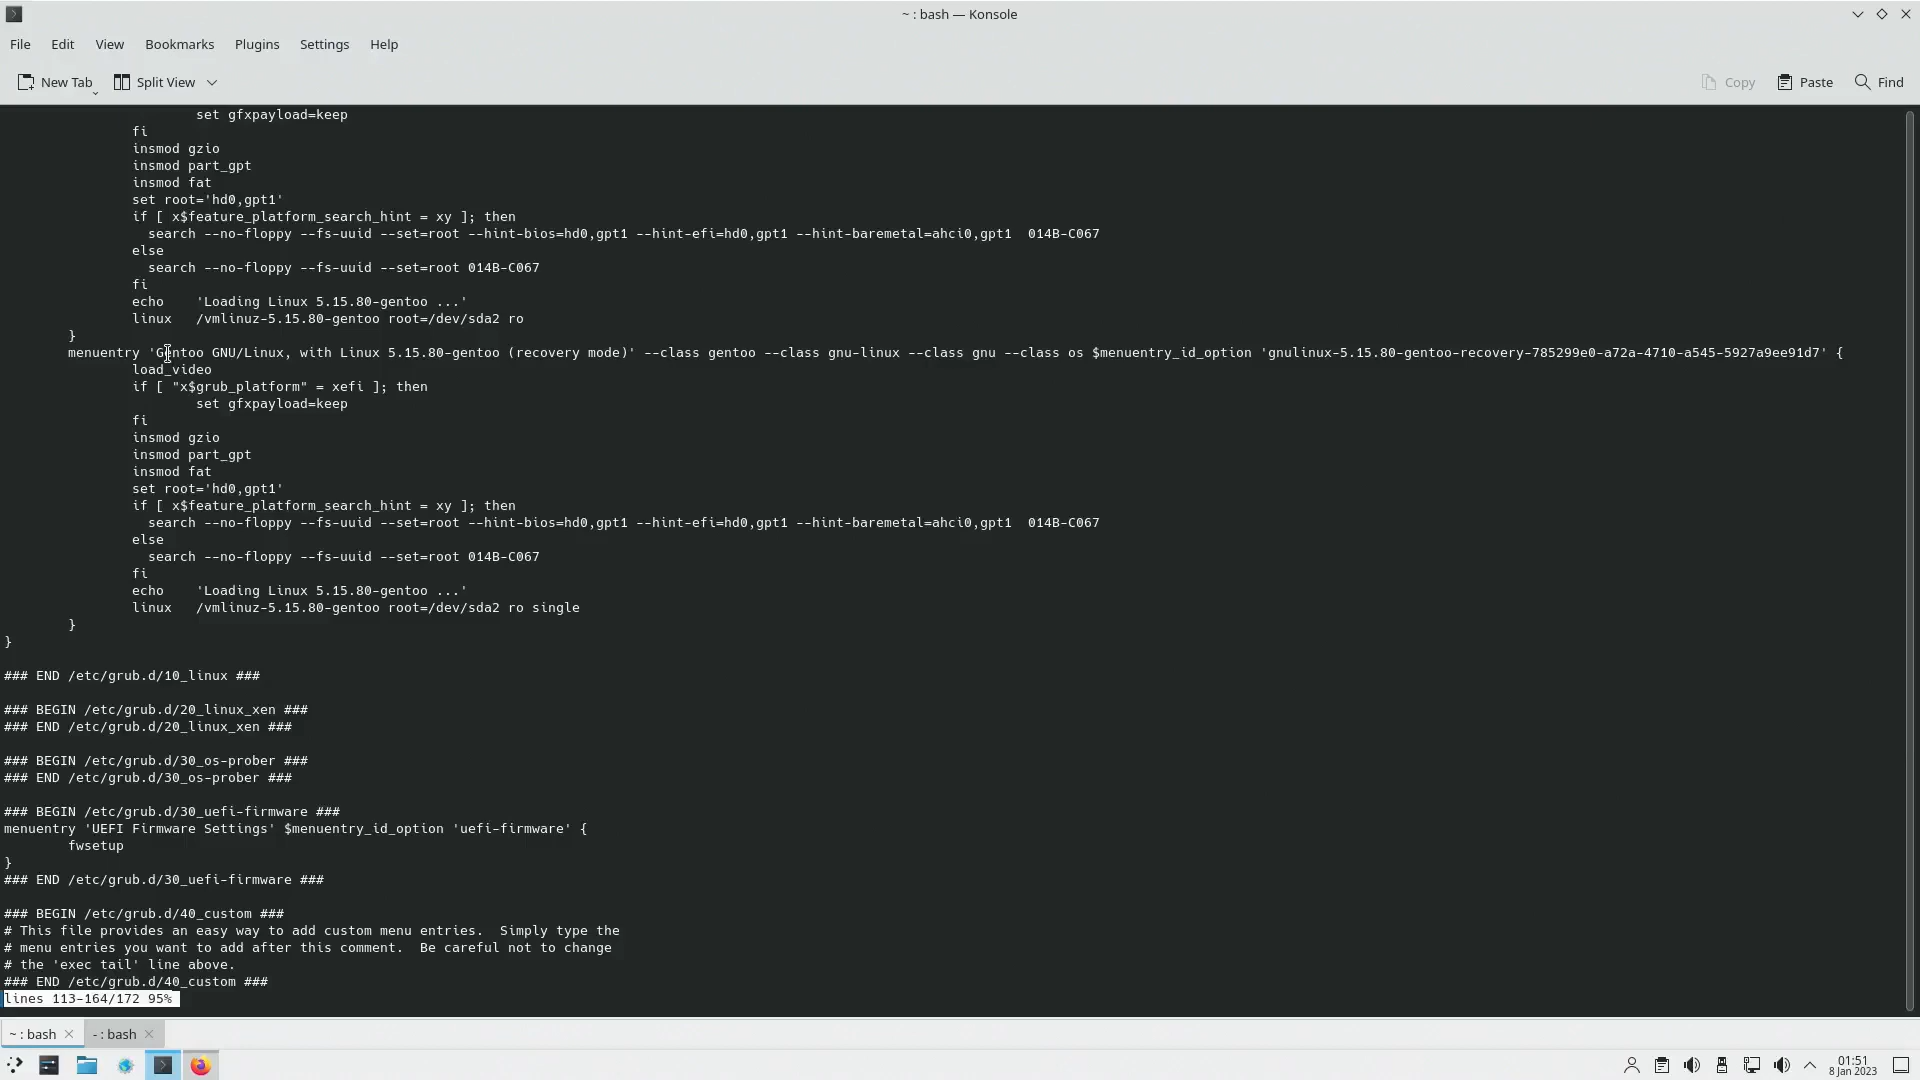 ~ : bash — Konsole
File Edit View Bookmarks Plugins Settings Help
New Tab Split View Copy Paste Find
                        set gfxpayload=keep
                fi
                insmod gzio
                insmod part_gpt
                insmod fat
                set root='hd0,gpt1'
                if [ x$feature_platform_search_hint = xy ]; then
                  search --no-floppy --fs-uuid --set=root --hint-bios=hd0,gpt1 --hint-efi=hd0,gpt1 --hint-baremetal=ahci0,gpt1  014B-C067
                else
                  search --no-floppy --fs-uuid --set=root 014B-C067
                fi
                echo    'Loading Linux 5.15.80-gentoo ...'
                linux   /vmlinuz-5.15.80-gentoo root=/dev/sda2 ro
        }
        menuentry 'Gentoo GNU/Linux, with Linux 5.15.80-gentoo (recovery mode)' --class gentoo --class gnu-linux --class gnu --class os $menuentry_id_option 'gnulinux-5.15.80-gentoo-recovery-785299e0-a72a-4710-a545-5927a9ee91d7' {
                load_video
                if [ "x$grub_platform" = xefi ]; then
                        set gfxpayload=keep
                fi
                insmod gzio
                insmod part_gpt
                insmod fat
                set root='hd0,gpt1'
                if [ x$feature_platform_search_hint = xy ]; then
                  search --no-floppy --fs-uuid --set=root --hint-bios=hd0,gpt1 --hint-efi=hd0,gpt1 --hint-baremetal=ahci0,gpt1  014B-C067
                else
                  search --no-floppy --fs-uuid --set=root 014B-C067
                fi
                echo    'Loading Linux 5.15.80-gentoo ...'
                linux   /vmlinuz-5.15.80-gentoo root=/dev/sda2 ro single
        }
}
### END /etc/grub.d/10_linux ###
### BEGIN /etc/grub.d/20_linux_xen ###
### END /etc/grub.d/20_linux_xen ###
### BEGIN /etc/grub.d/30_os-prober ###
### END /etc/grub.d/30_os-prober ###
### BEGIN /etc/grub.d/30_uefi-firmware ###
menuentry 'UEFI Firmware Settings' $menuentry_id_option 'uefi-firmware' {
        fwsetup
}
### END /etc/grub.d/30_uefi-firmware ###
### BEGIN /etc/grub.d/40_custom ###
# This file provides an easy way to add custom menu entries.  Simply type the
# menu entries you want to add after this comment.  Be careful not to change
# the 'exec tail' line above.
### END /etc/grub.d/40_custom ###
lines 113-164/172 95%
~ : bash - : bash
01:51
8 Jan 2023